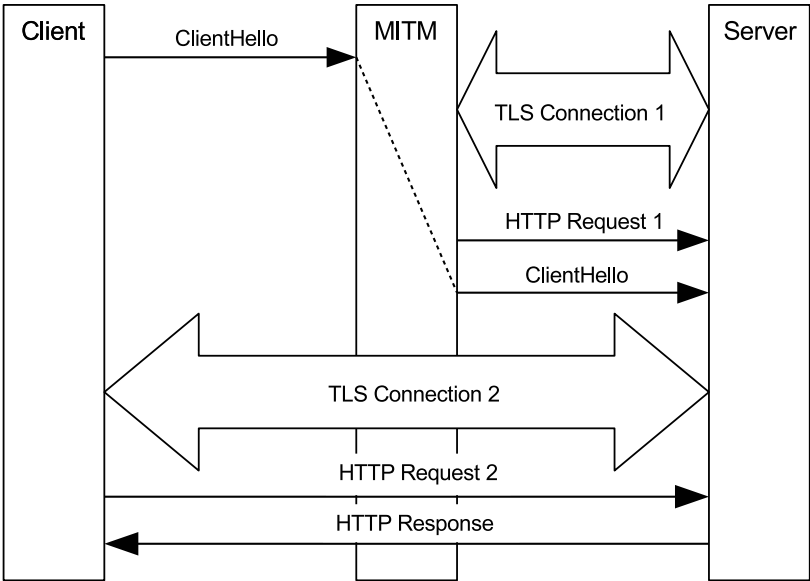 Client
MITM
Server
ClientHello
TLS Connection 1
HTTP Request 1
ClientHello
TLS Connection 2
HTTP Request 2
HTTP Response